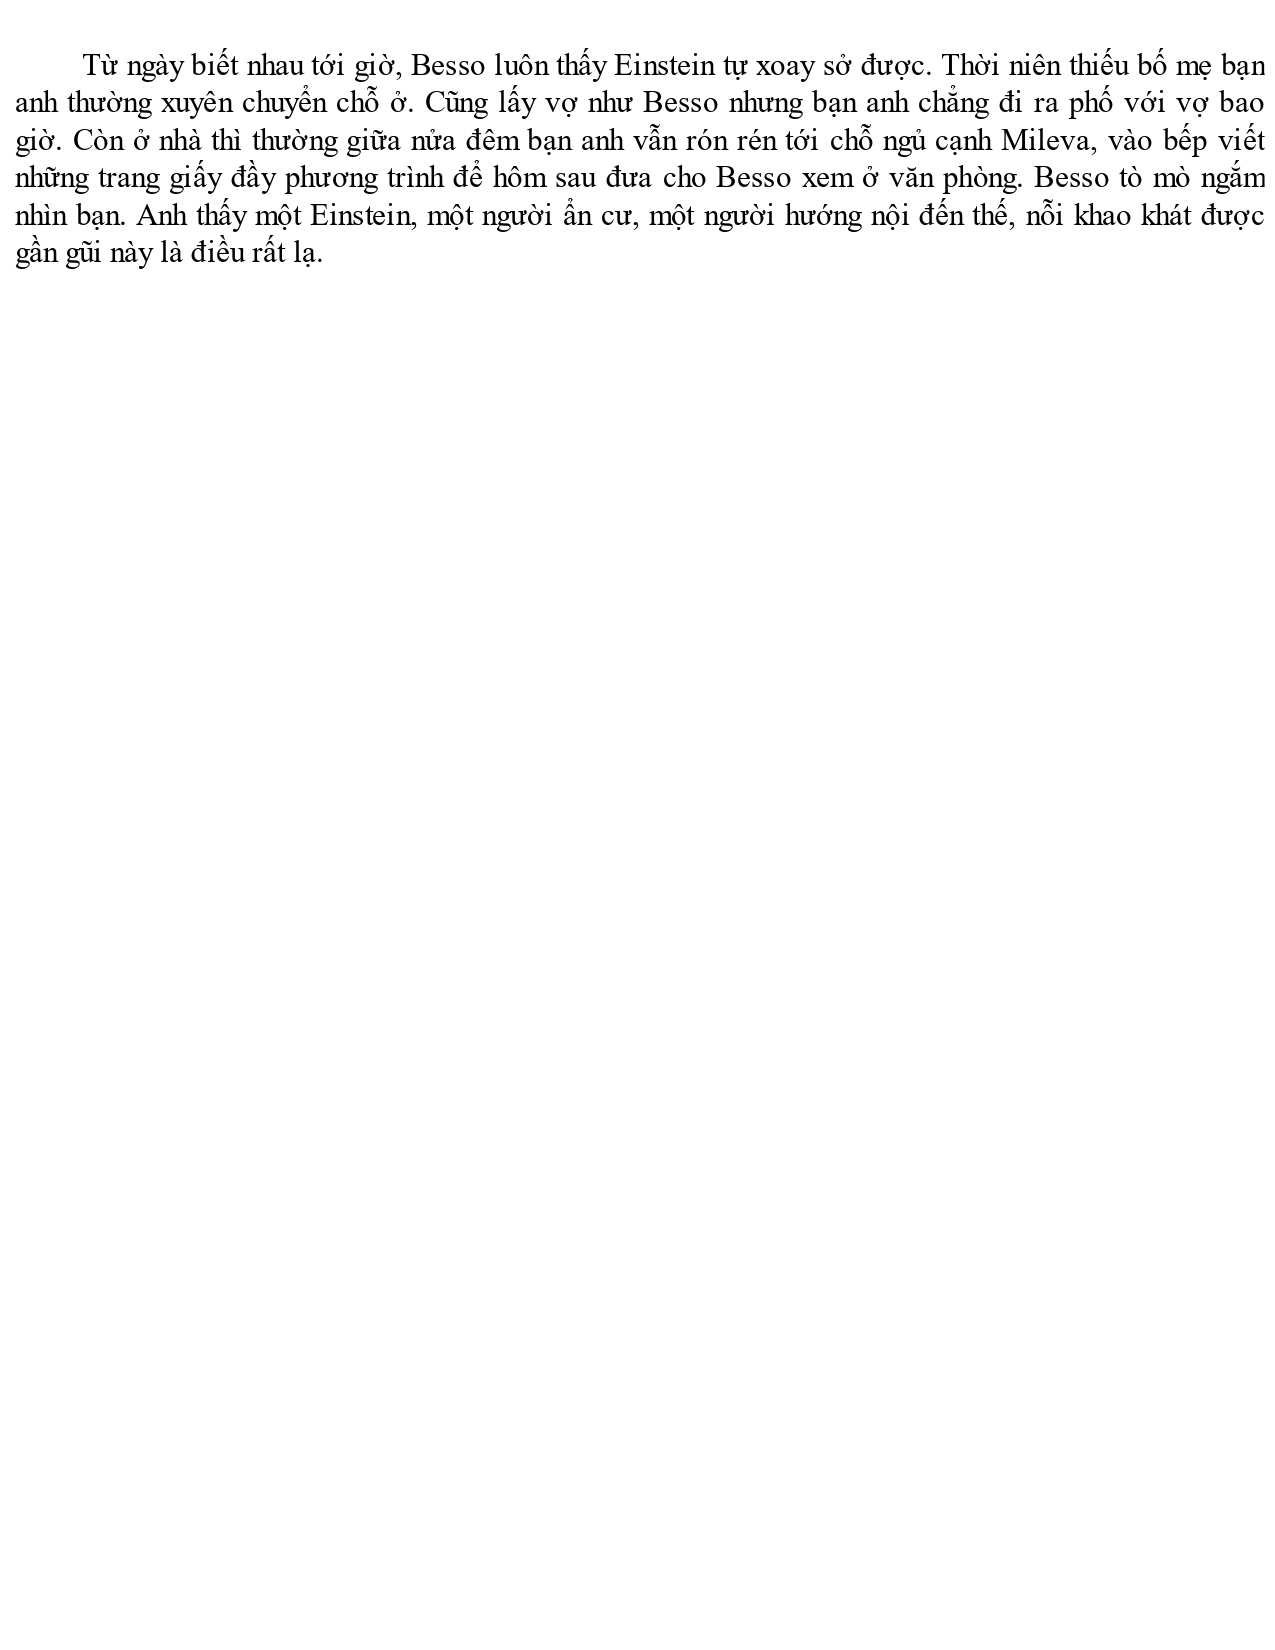 Từ ngày biết nhau tới giờ, Besso luôn thấy Einstein tự xoay sở được. Thời niên thiếu bố mẹ bạn
anh thường xuyên chuyển chỗ ở. Cũng lấy vợ như Besso nhưng bạn anh chẳng đi ra phố với vợ bao
giờ. Còn ở nhà thì thường giữa nửa đêm bạn anh vẫn rón rén tới chỗ ngủ cạnh Mileva, vào bếp viết
những trang giấy đầy phương trình để hôm sau đưa cho Besso xem ở văn phòng. Besso tò mò ngắm
nhìn bạn. Anh thấy một Einstein, một người ẩn cư, một người hướng nội đến thế, nỗi khao khát được
gần gũi này là điều rất lạ.